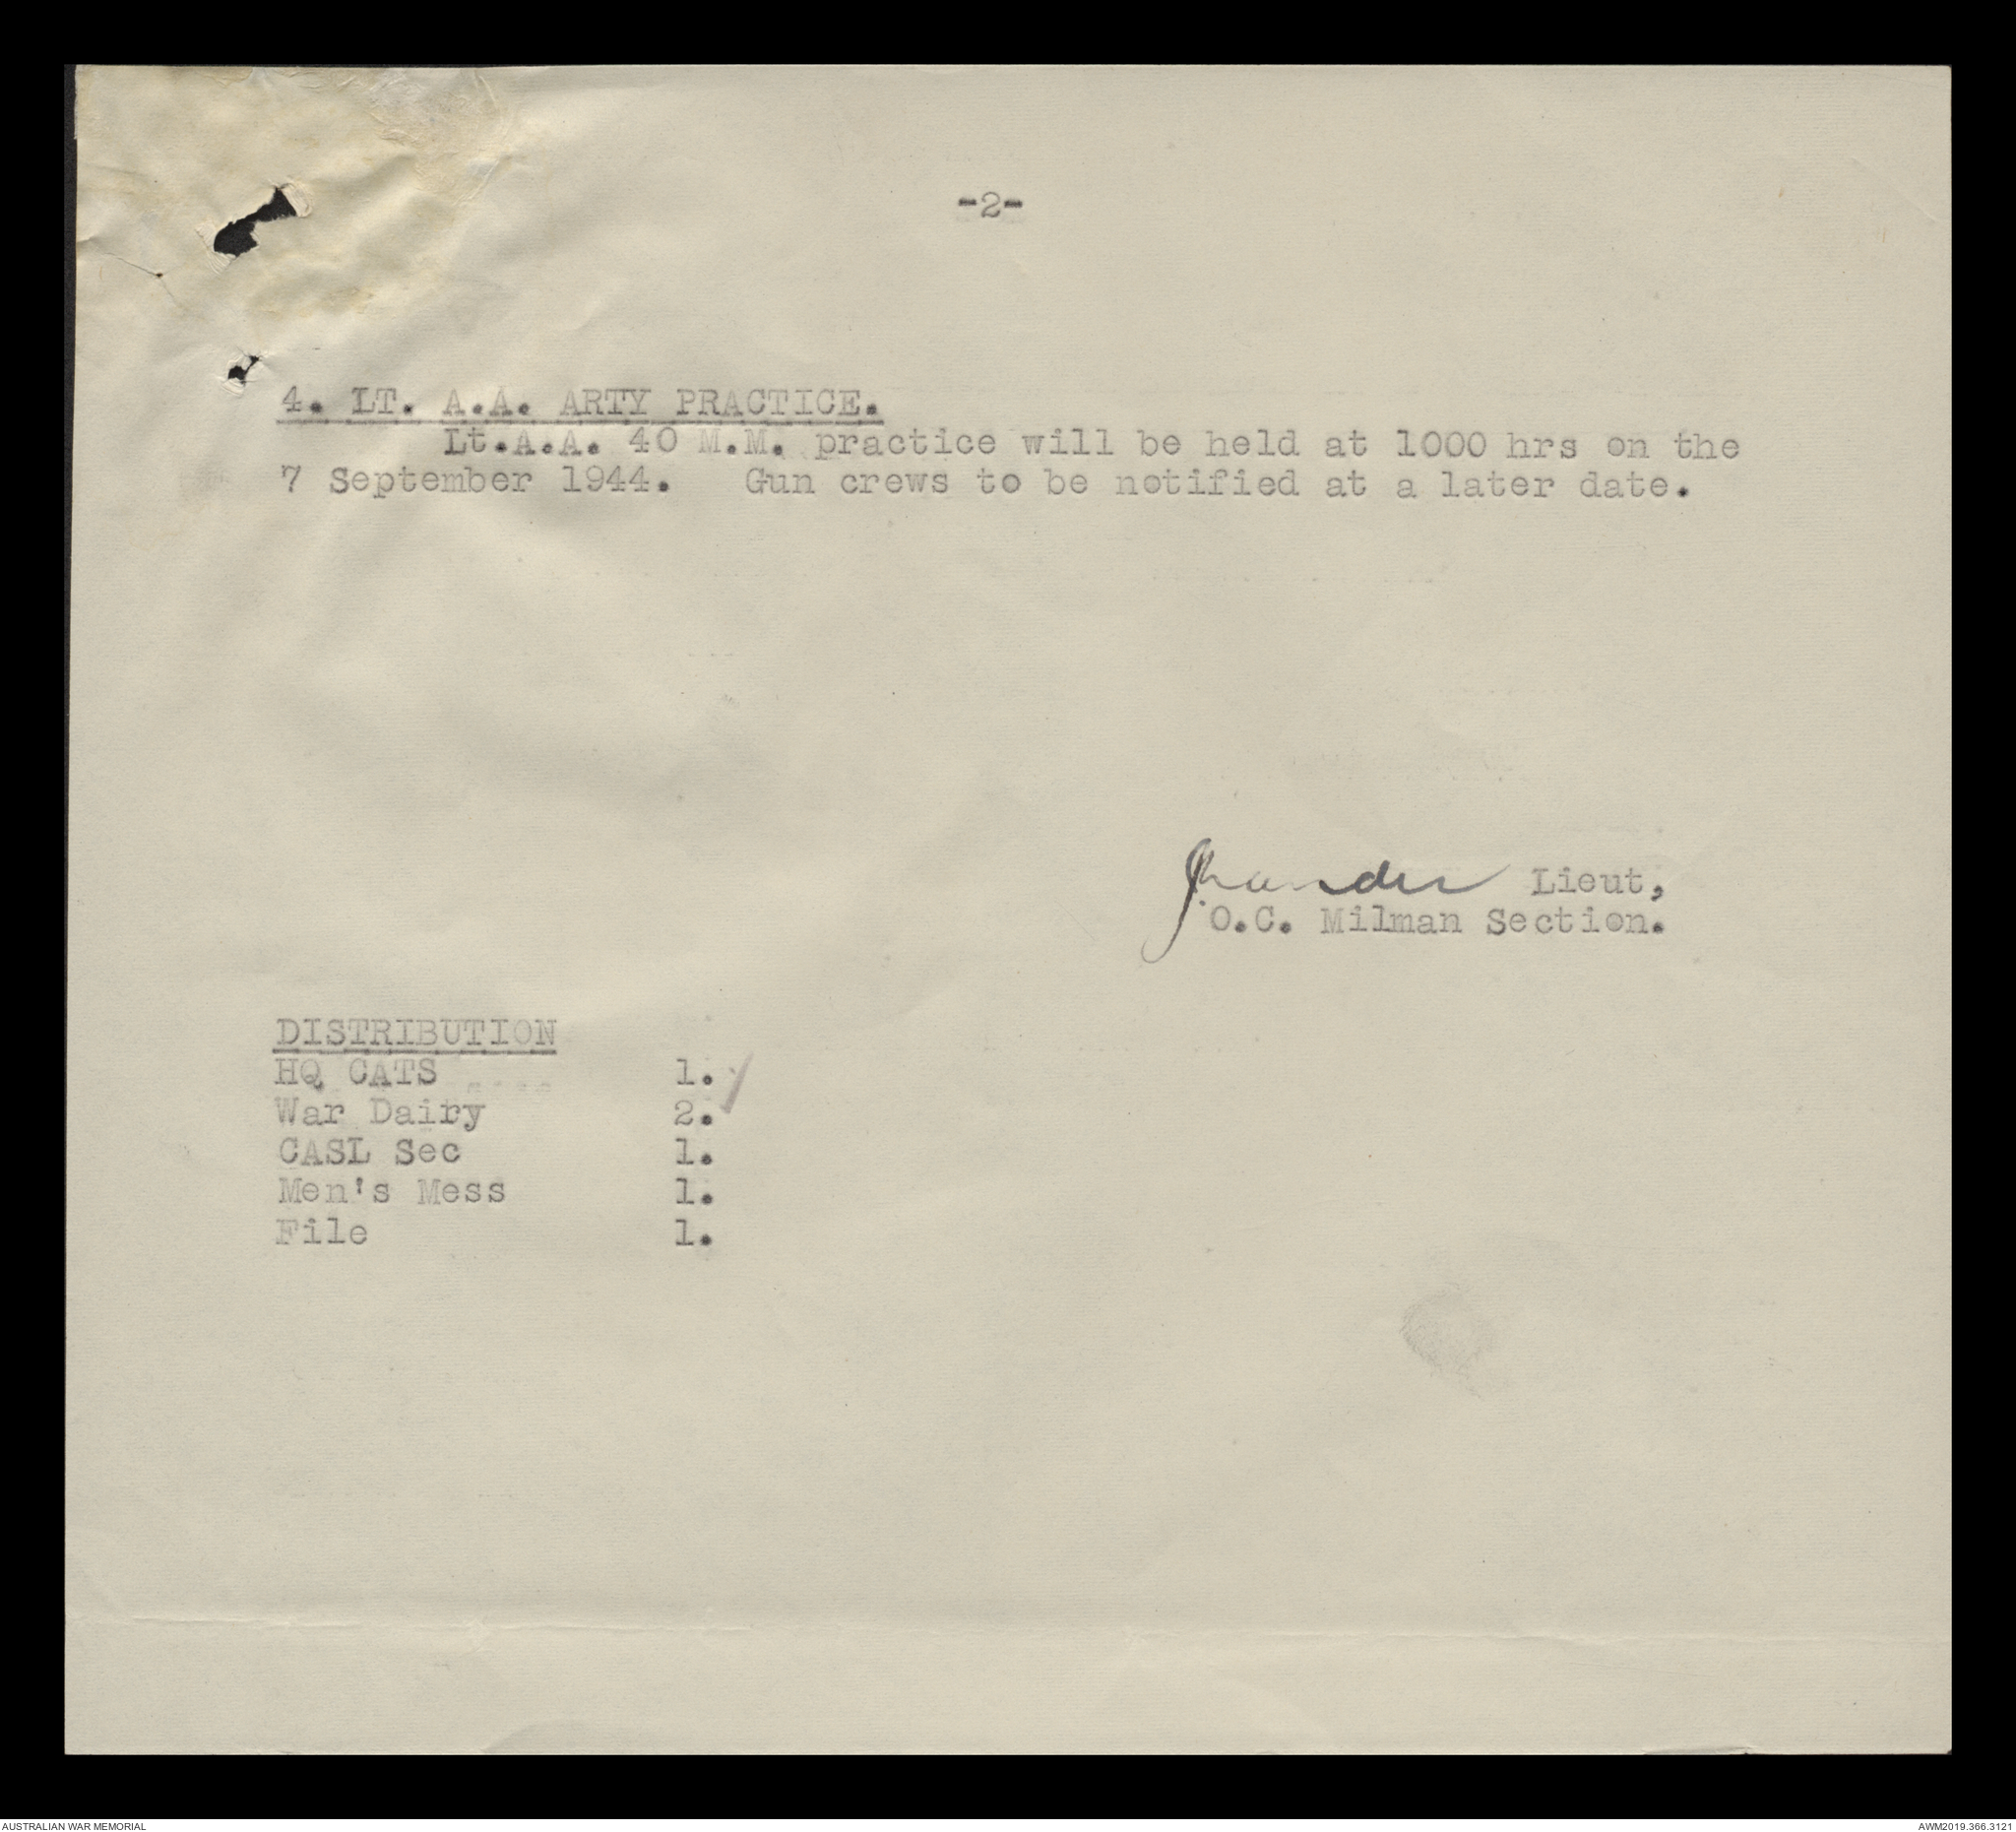 -2-
4. LT. A.A. ARTY PRACTICE.
Lt.A.A. 40 M.M. practice will be held at 1000 hrs on the
7 September 1944. Gun crews to be notified at a later date.
Lieut,
O.C. Milman Section.
DISTRIBUTION
HQ CATS 1.
War Dairy 2.
CASL Sec 1.
Men's Mess 1.
File 1.
AUSTRALIAN WAR MEMORIAL
AWM2019.366.3121